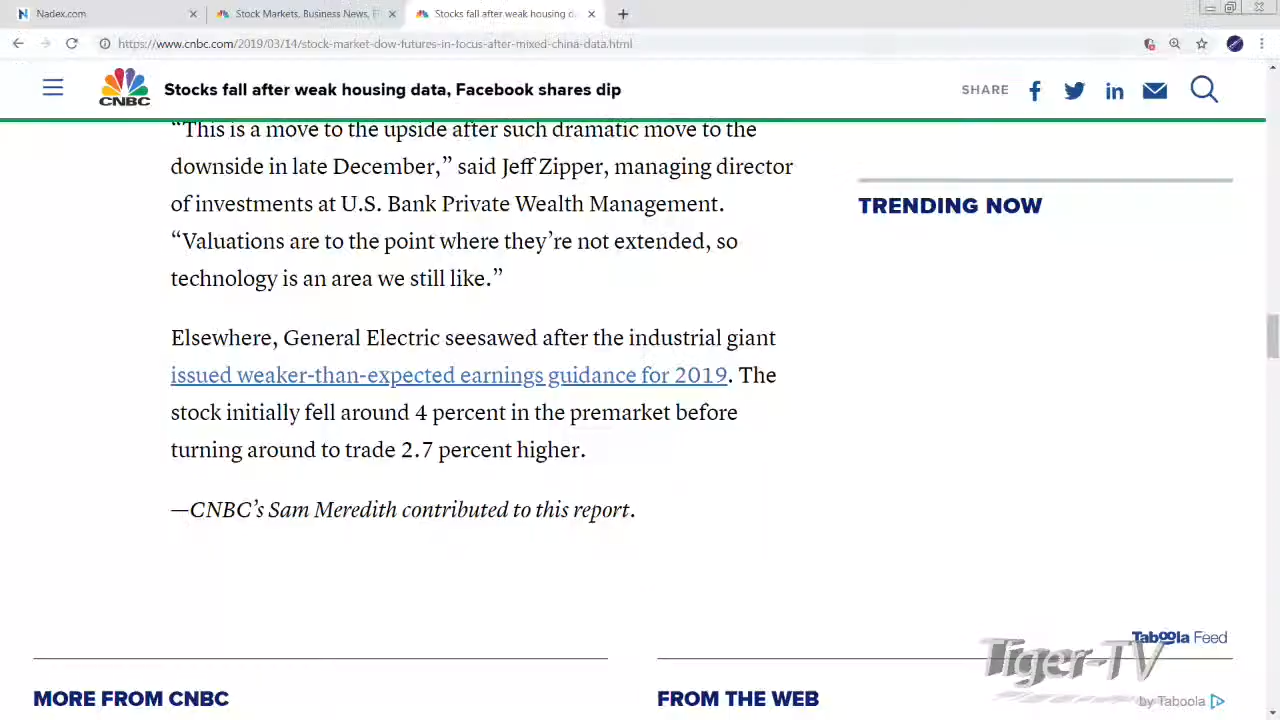 Nadex.com
Stock Markets, Business News, Fi
Stocks fall after weak housing da
https://www.cnbc.com/2019/03/14/stock-market-dow-futures-in-focus-after-mixed-china-data.html
CNBC
Stocks fall after weak housing data, Facebook shares dip
SHARE
“This is a move to the upside after such dramatic move to the
downside in late December,” said Jeff Zipper, managing director
of investments at U.S. Bank Private Wealth Management.
“Valuations are to the point where they’re not extended, so
technology is an area we still like.”
TRENDING NOW
Elsewhere, General Electric seesawed after the industrial giant
issued weaker-than-expected earnings guidance for 2019. The
stock initially fell around 4 percent in the premarket before
turning around to trade 2.7 percent higher.
—CNBC’s Sam Meredith contributed to this report.
Taboola Feed
Tiger-TV
MORE FROM CNBC
FROM THE WEB
by Taboola